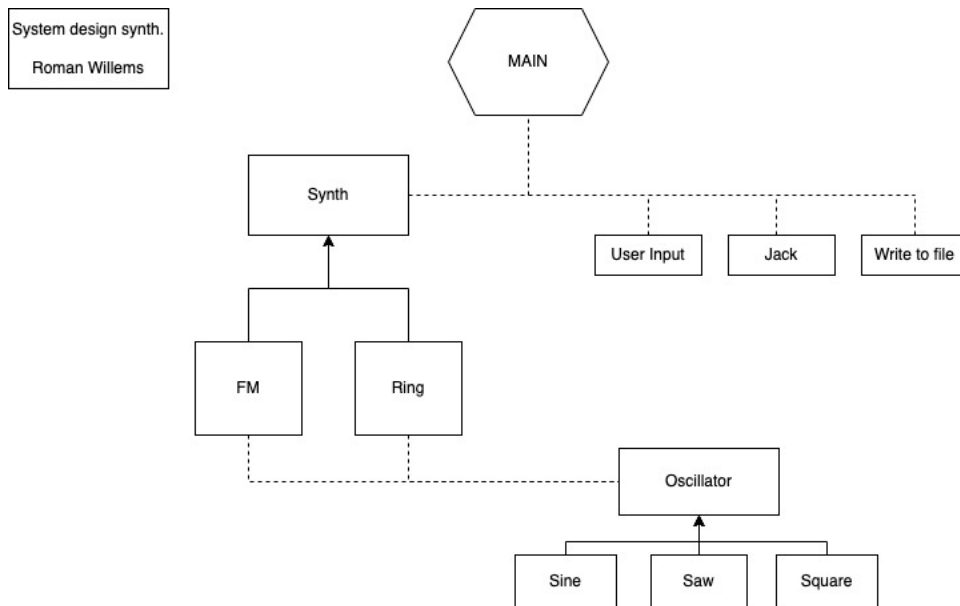 System design synth.
Roman Willems
MAIN
Synth
User Input
Jack
Write to file
FM
Ring
Oscillator
Sine
Saw
Square